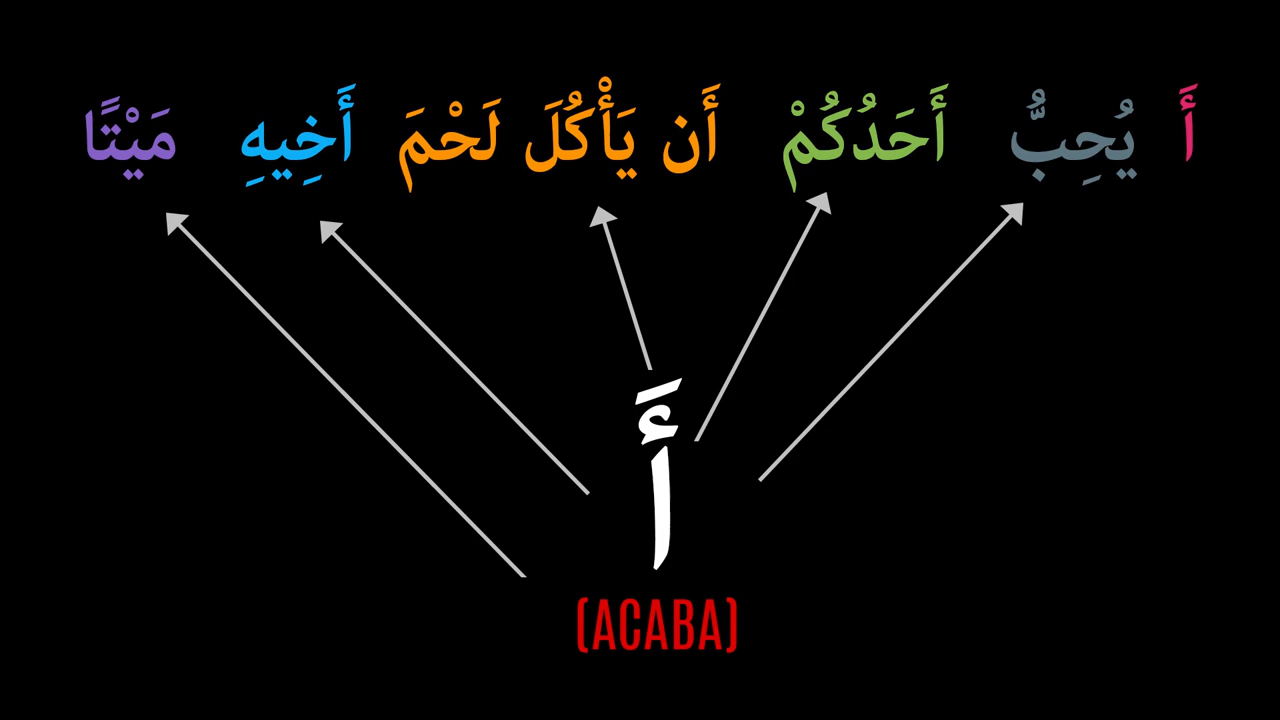 أَ يُحِبُّ أَحَدُكُمْ أَن يَأْكُلَ لَحْمَ أَخِيهِ مَيْتًا
أَ
(ACABA)